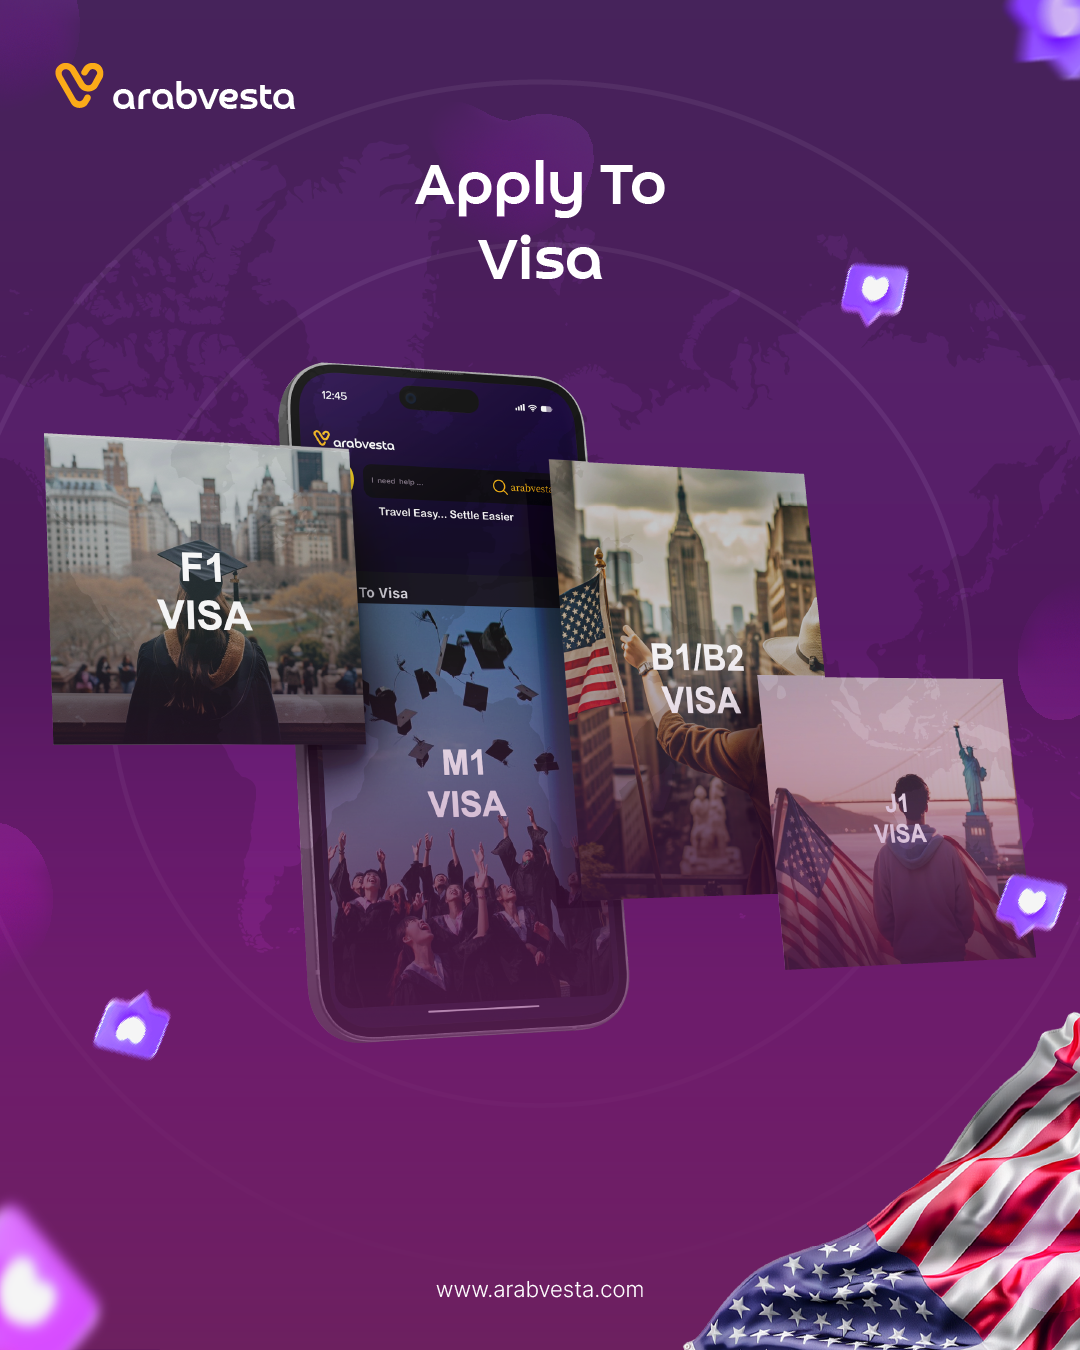 arabvesta
Apply To
Visa
12:45
arabvesta
I need help ...
arabvesta
Travel Easy... Settle Easier
To Visa
F1
VISA
B1/B2
VISA
M1
VISA
J1
VISA
www.arabvesta.com